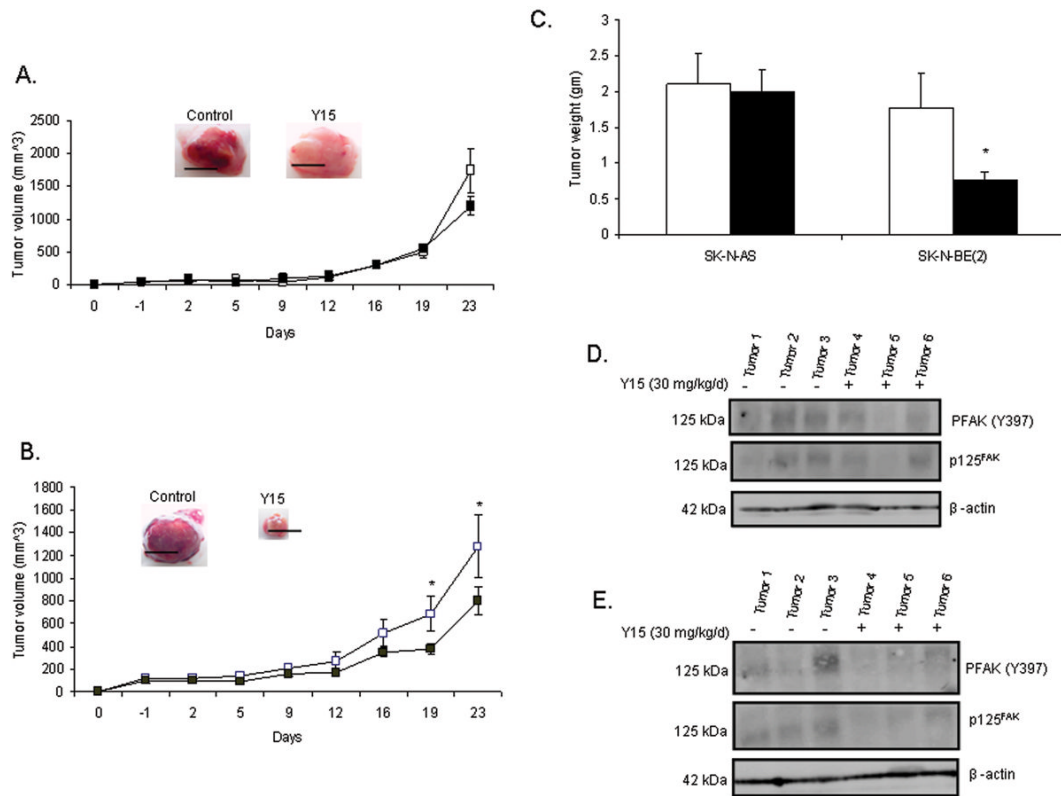 A.
Control Y15
Tumor volume (mm^3)
2500
2000
1500
1000
500
0
0 -1 2 5 9 12 16 19 23
Days
B.
Control Y15
Tumor volume (mm^3)
1800
1600
1400
1200
1000
800
600
400
200
0
* *
0 -1 2 5 9 12 16 19 23
Days
C.
Tumor weight (gm)
3
2.5
2
1.5
1
0.5
0
*
SK-N-AS SK-N-BE(2)
D.
Tumor 1 Tumor 2 Tumor 3 Tumor 4 Tumor 5 Tumor 6
Y15 (30 mg/kg/d) - - - + + +
125 kDa PFAK (Y397)
125 kDa p125FAK
42 kDa β-actin
E.
Tumor 1 Tumor 2 Tumor 3 Tumor 4 Tumor 5 Tumor 6
Y15 (30 mg/kg/d) - - - + + +
125 kDa PFAK (Y397)
125 kDa p125FAK
42 kDa β-actin